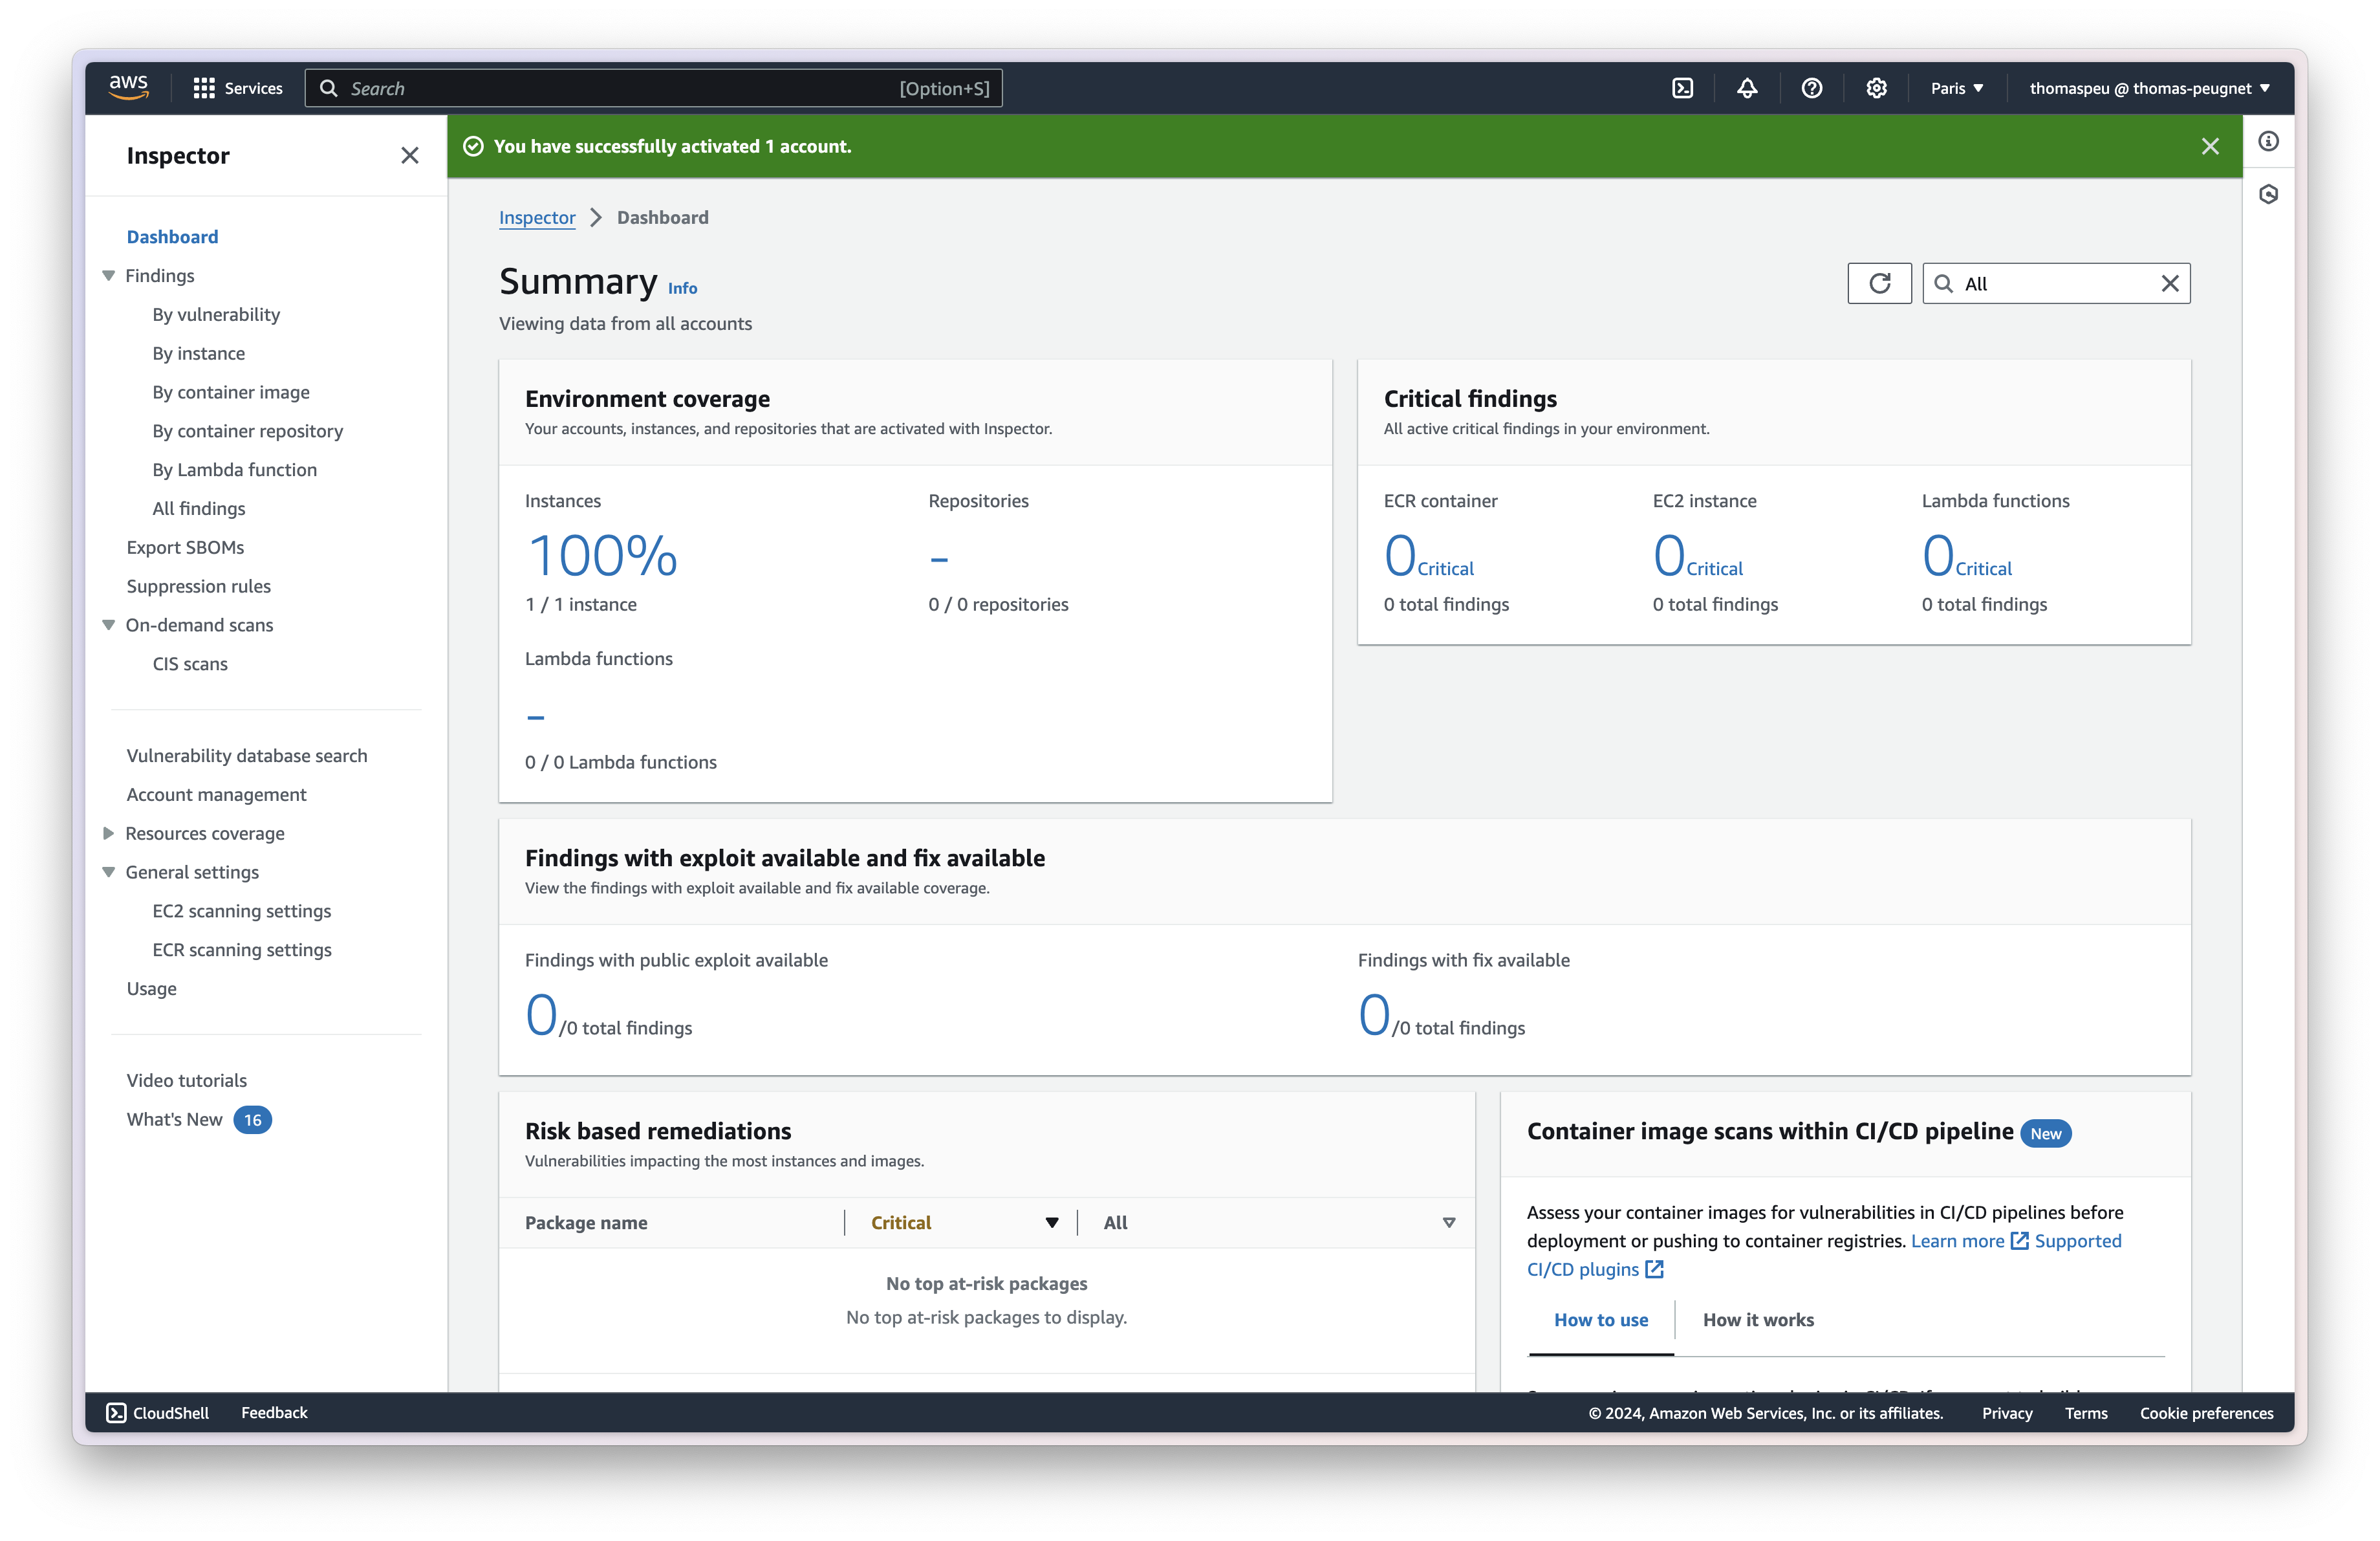 aws
Services
Search
[Option+S]
Paris
thomaspeu @ thomas-peugnet
Inspector
Dashboard
Findings
By vulnerability
By instance
By container image
By container repository
By Lambda function
All findings
Export SBOMs
Suppression rules
On-demand scans
CIS scans
Vulnerability database search
Account management
Resources coverage
General settings
EC2 scanning settings
ECR scanning settings
Usage
Video tutorials
What's New 16
You have successfully activated 1 account.
Inspector > Dashboard
Summary Info
Viewing data from all accounts
All
Environment coverage
Your accounts, instances, and repositories that are activated with Inspector.
Instances
100%
1 / 1 instance
Repositories
-
0 / 0 repositories
Lambda functions
-
0 / 0 Lambda functions
Critical findings
All active critical findings in your environment.
ECR container
0 Critical
0 total findings
EC2 instance
0 Critical
0 total findings
Lambda functions
0 Critical
0 total findings
Findings with exploit available and fix available
View the findings with exploit available and fix available coverage.
Findings with public exploit available
0 /0 total findings
Findings with fix available
0 /0 total findings
Risk based remediations
Vulnerabilities impacting the most instances and images.
Package name
Critical
All
No top at-risk packages
No top at-risk packages to display.
Container image scans within CI/CD pipeline New
Assess your container images for vulnerabilities in CI/CD pipelines before
deployment or pushing to container registries. Learn more Supported
CI/CD plugins
How to use
How it works
CloudShell
Feedback
© 2024, Amazon Web Services, Inc. or its affiliates.
Privacy
Terms
Cookie preferences